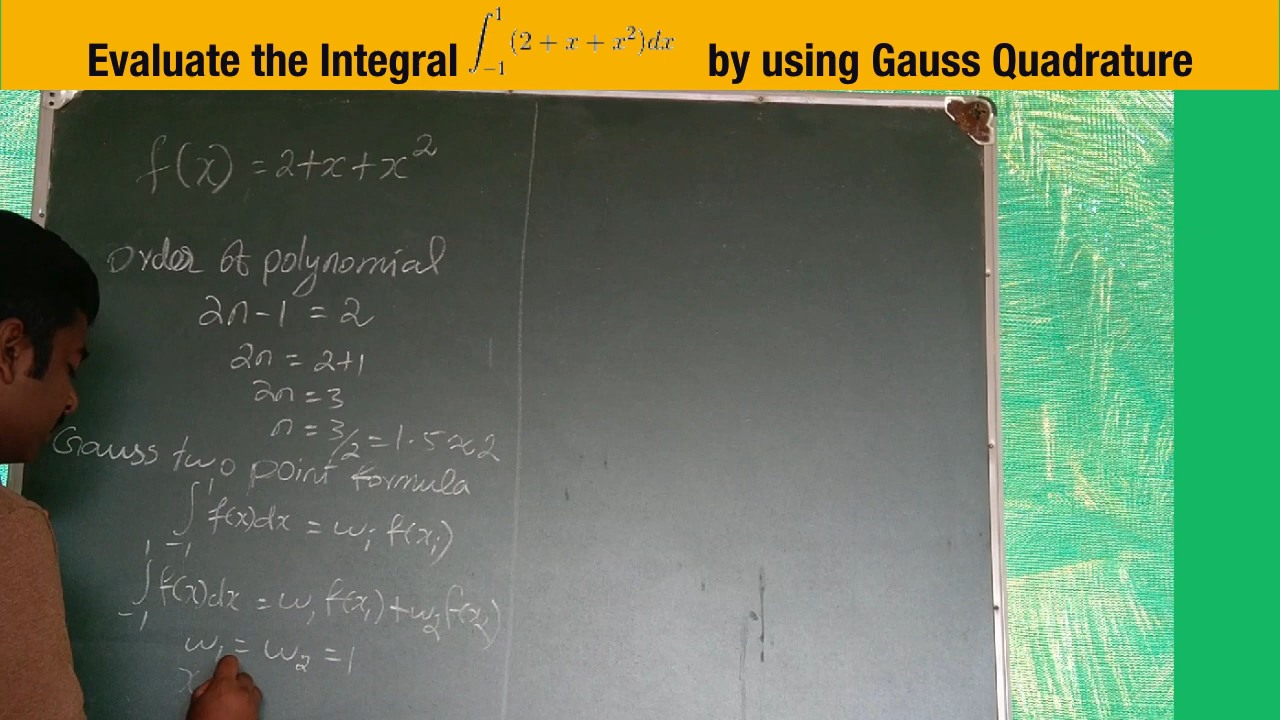 Evaluate the Integral ∫_{-1}^{1} (2 + x + x²)dx by using Gauss Quadrature
f(x) = 2+x+x²
Order of polynomial
2n-1 = 2
2n = 2+1
2n = 3
n = 3/2 = 1.5 ≈ 2
Gauss two point formula
∫_{-1}^{1} f(x)dx = wᵢ f(xᵢ)
∫_{-1}^{1} f(x)dx = w₁ f(x₁) + w₂ f(x₂)
w₁ = w₂ = 1
x